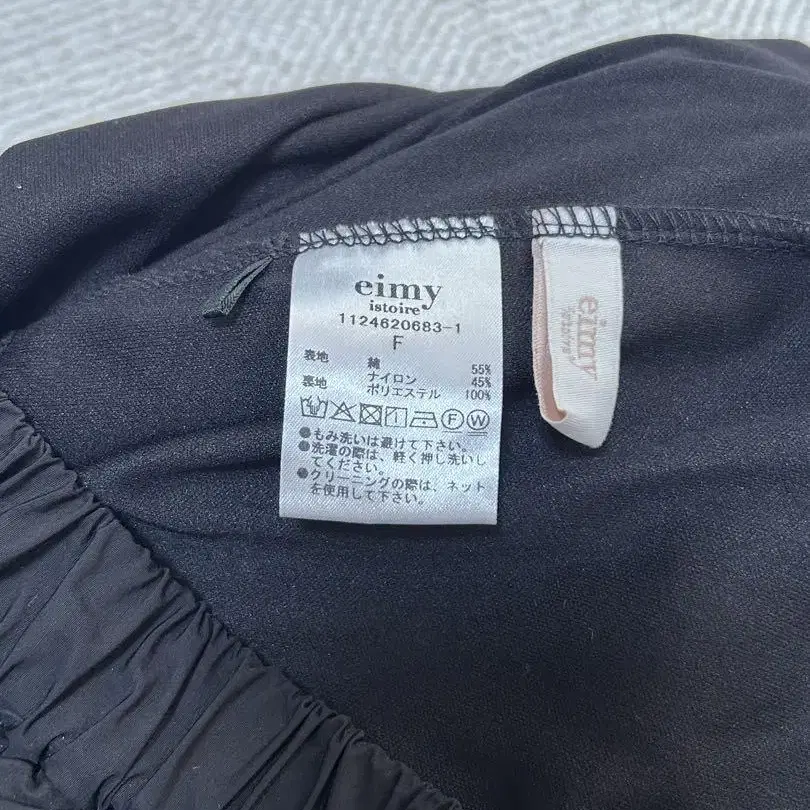 eimy
istoire
1124620683-1
F
表地 綿 55%
ナイロン 45%
裏地 ポリエステル 100%
F W
●もみ洗いは避けて下さい。
●洗濯の際は、軽く押し洗いし
てください。
●クリーニングの際は、ネット
を使用して下さい。
eimy
istoire